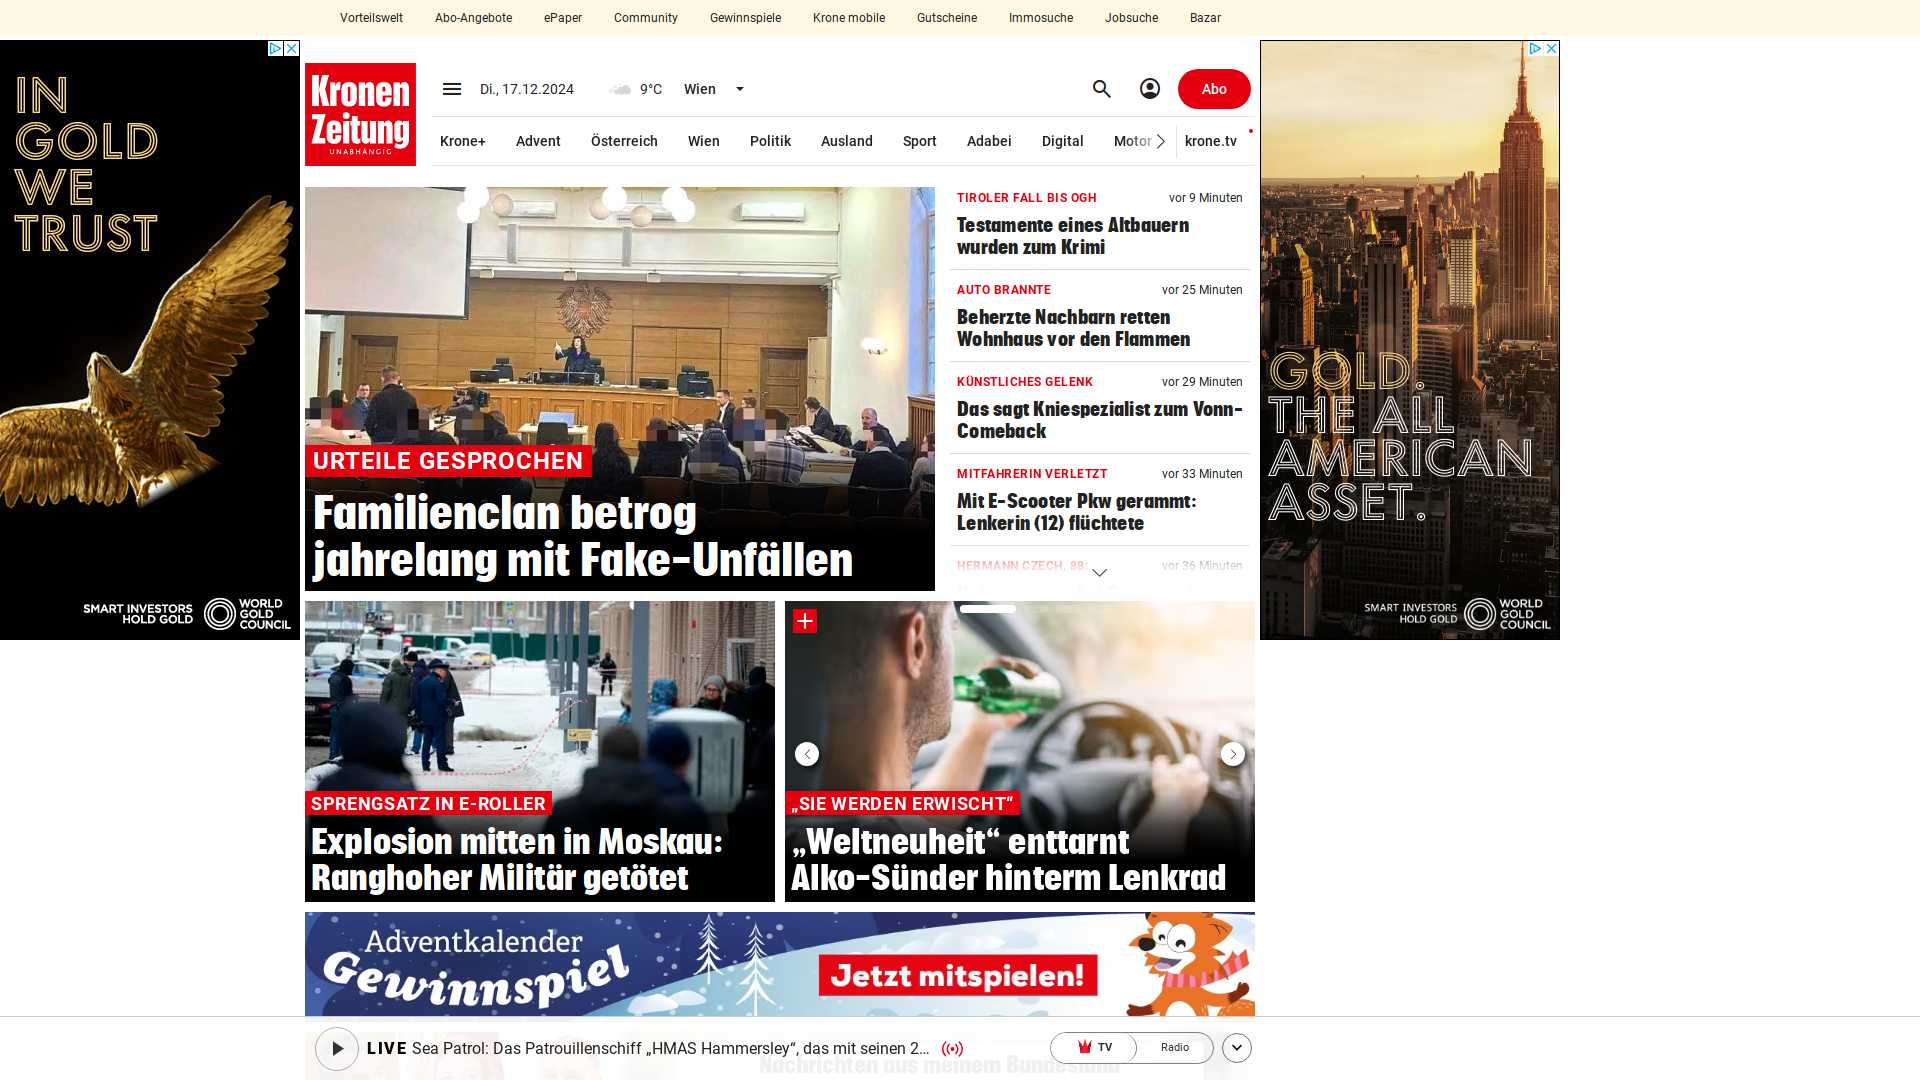 Vorteilswelt Abo-Angebote ePaper Community Gewinnspiele Krone mobile Gutscheine Immosuche Jobsuche Bazar
IN
GOLD
WE
TRUST
SMART INVESTORS
HOLD GOLD
WORLD
GOLD
COUNCIL
Kronen
Zeitung
UNABHÄNGIG
Di., 17.12.2024 9°C Wien Abo
Krone+ Advent Österreich Wien Politik Ausland Sport Adabei Digital Motor krone.tv
URTEILE GESPROCHEN
Familienclan betrog
jahrelang mit Fake-Unfällen
TIROLER FALL BIS OGH vor 9 Minuten
Testamente eines Altbauern
wurden zum Krimi
AUTO BRANNTE vor 25 Minuten
Beherzte Nachbarn retten
Wohnhaus vor den Flammen
KÜNSTLICHES GELENK vor 29 Minuten
Das sagt Kniespezialist zum Vonn-
Comeback
MITFAHRERIN VERLETZT vor 33 Minuten
Mit E-Scooter Pkw gerammt:
Lenkerin (12) flüchtete
HERMANN CZECH, 88: vor 36 Minuten
GOLD.
THE ALL
AMERICAN
ASSET.
SMART INVESTORS
HOLD GOLD
WORLD
GOLD
COUNCIL
SPRENGSATZ IN E-ROLLER
Explosion mitten in Moskau:
Ranghoher Militär getötet
„SIE WERDEN ERWISCHT“
„Weltneuheit“ enttarnt
Alko-Sünder hinterm Lenkrad
Adventkalender
Gewinnspiel
Jetzt mitspielen!
LIVE Sea Patrol: Das Patrouillenschiff „HMAS Hammersley“, das mit seinen 2... TV Radio
Nachrichten aus meinem Bundesland